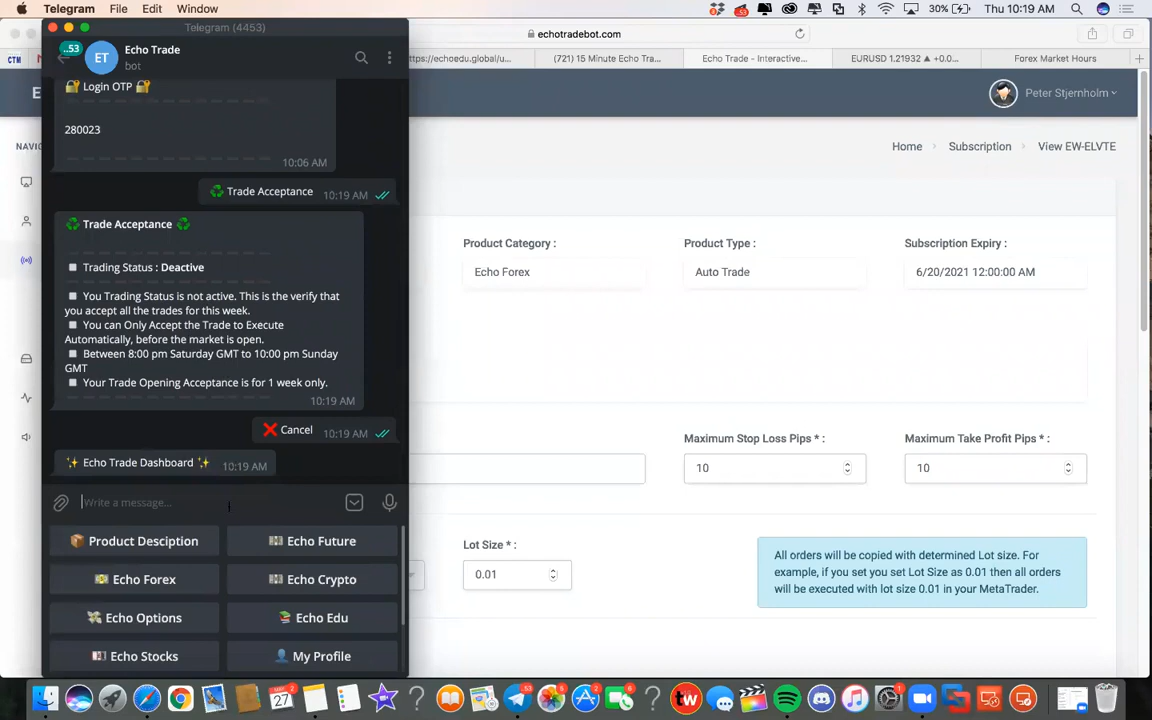 Telegram
File
Edit
Window
30%
Thu 10:19 AM
Telegram (4453)
..53
ET
Echo Trade
bot
🔐 Login OTP 🔐
280023
10:06 AM
♻️ Trade Acceptance
10:19 AM
♻️ Trade Acceptance ♻️
Trading Status : Deactive
You Trading Status is not active. This is the verify that
you accept all the trades for this week.
You can Only Accept the Trade to Execute
Automatically, before the market is open.
Between 8:00 pm Saturday GMT to 10:00 pm Sunday
GMT
Your Trade Opening Acceptance is for 1 week only.
10:19 AM
❌ Cancel
10:19 AM
✨ Echo Trade Dashboard ✨
10:19 AM
Write a message...
Product Desciption
Echo Future
Echo Forex
Echo Crypto
Echo Options
Echo Edu
Echo Stocks
My Profile
echotradebot.com
CTM
https://echoedu.global/u...
(721) 15 Minute Echo Tra...
Echo Trade - Interactive...
EURUSD 1.21932 ▲ +0.0...
Forex Market Hours
E
Peter Stjernholm
NAVI
Home
Subscription
View EW-ELVTE
Product Category :
Product Type :
Subscription Expiry :
Echo Forex
Auto Trade
6/20/2021 12:00:00 AM
Maximum Stop Loss Pips * :
Maximum Take Profit Pips * :
10
10
Lot Size * :
0.01
All orders will be copied with determined Lot size. For
example, if you set you set Lot Size as 0.01 then all orders
will be executed with lot size 0.01 in your MetaTrader.
27
53
6
6
tw
1